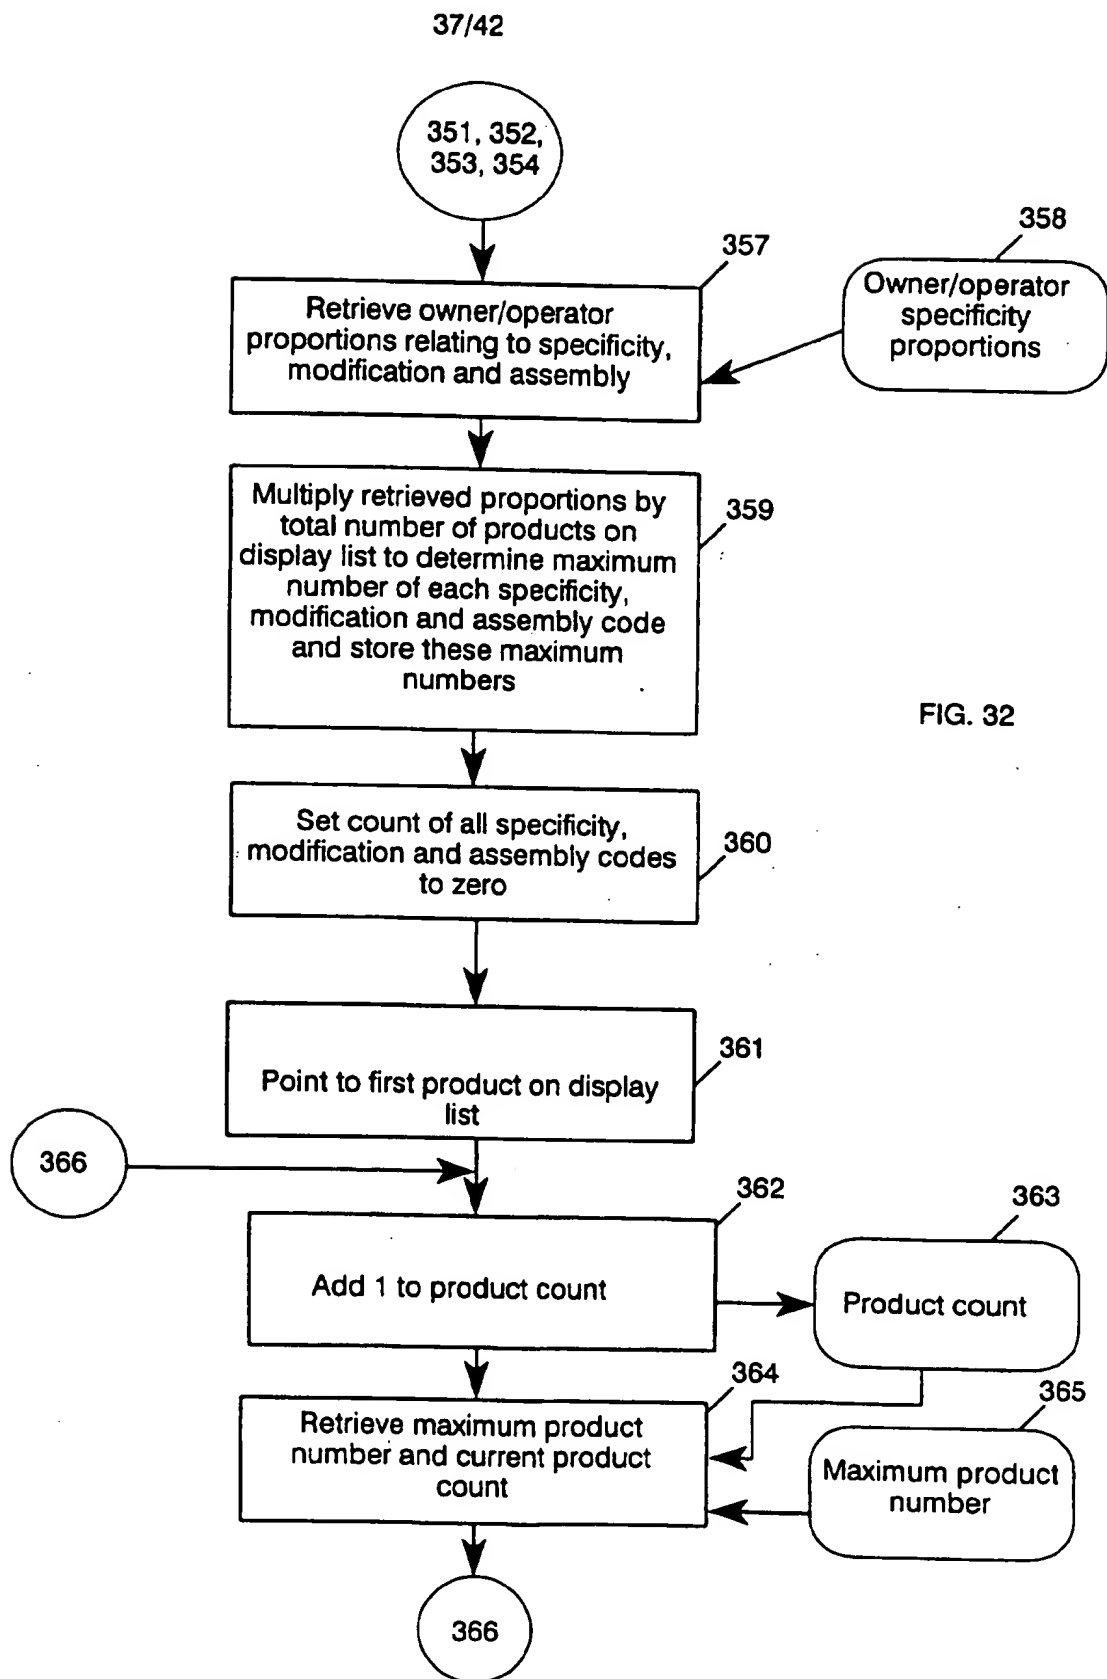 37/42
351, 352,
353, 354
357
358
Retrieve owner/operator
proportions relating to specificity,
modification and assembly
Owner/operator
specificity
proportions
359
Multiply retrieved proportions by
total number of products on
display list to determine maximum
number of each specificity,
modification and assembly code
and store these maximum
numbers
FIG. 32
360
Set count of all specificity,
modification and assembly codes
to zero
361
Point to first product on display
list
366
362
363
Add 1 to product count
Product count
364
365
Retrieve maximum product
number and current product
count
Maximum product
number
366